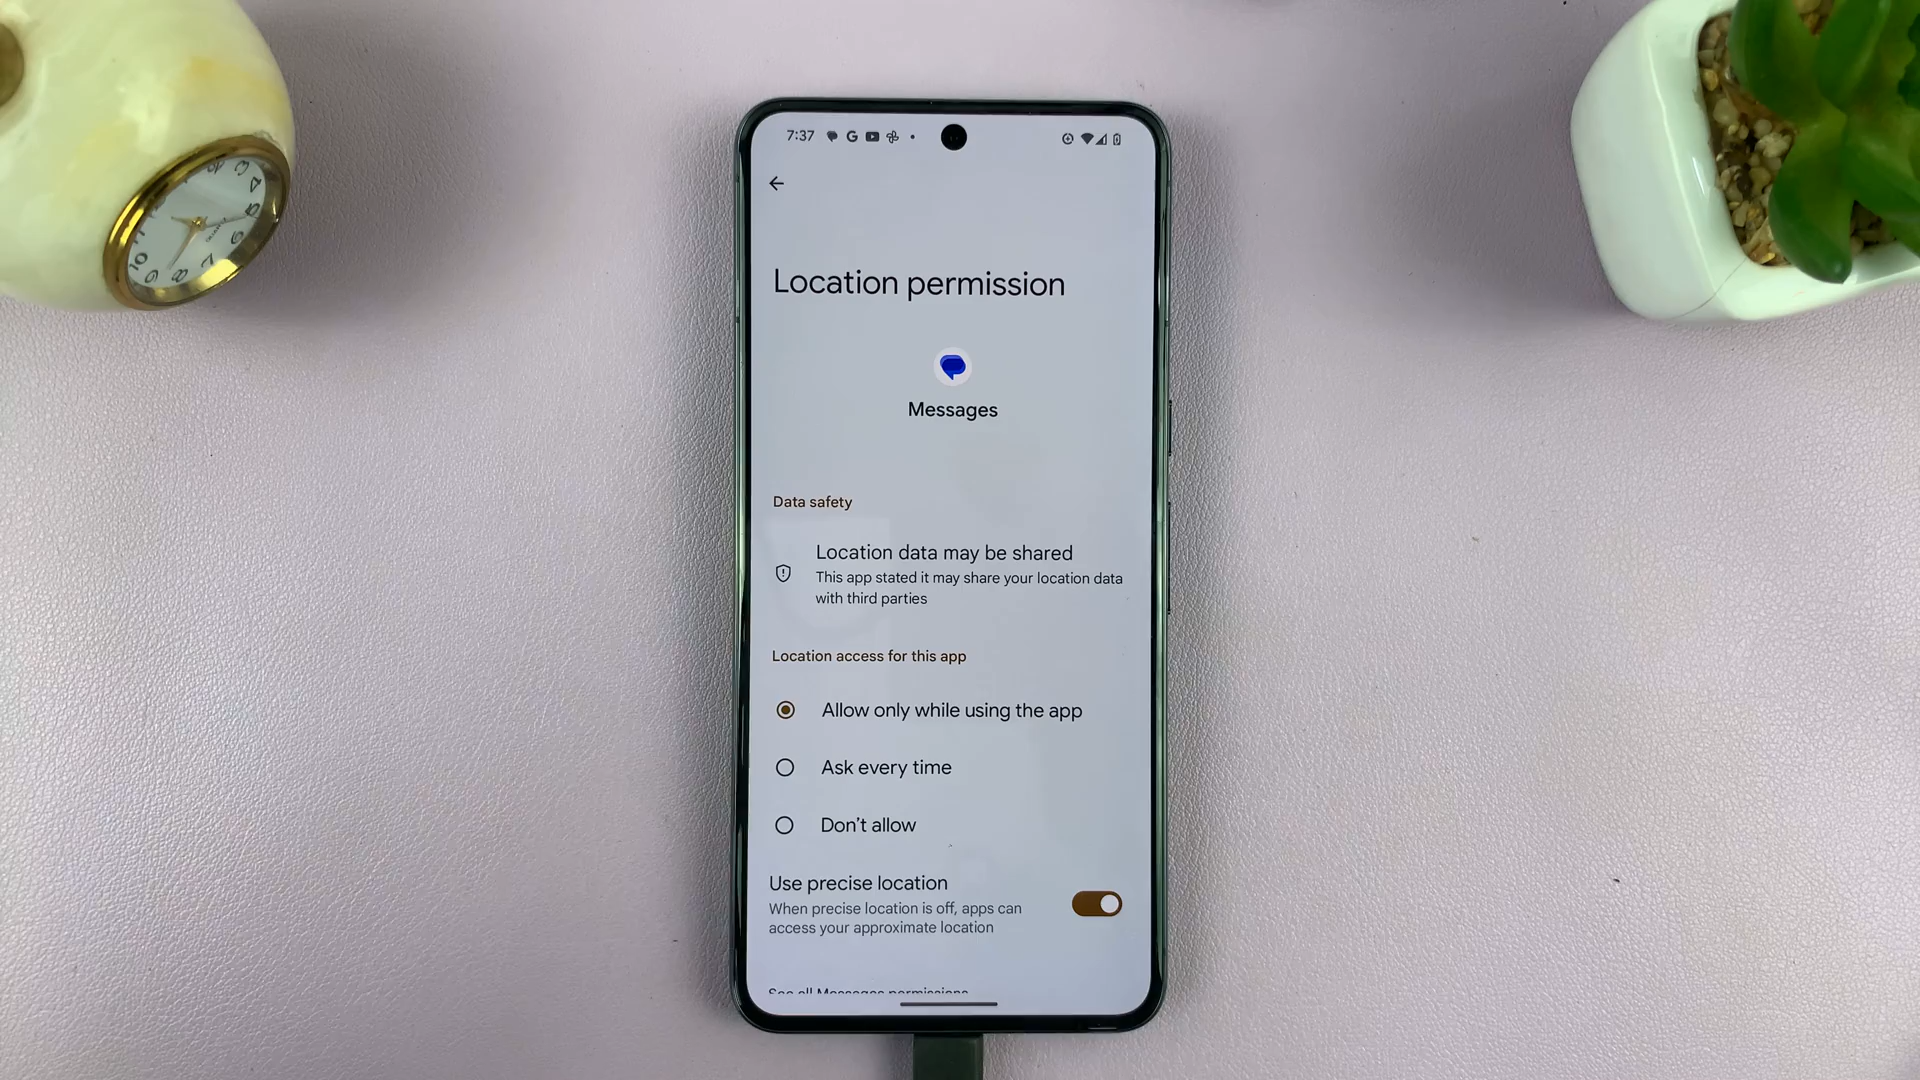 7:37
Location permission
Messages
Data safety
Location data may be shared
This app stated it may share your location data
with third parties
Location access for this app
Allow only while using the app
Ask every time
Don't allow
Use precise location
When precise location is off, apps can
access your approximate location
See all Messages permissions